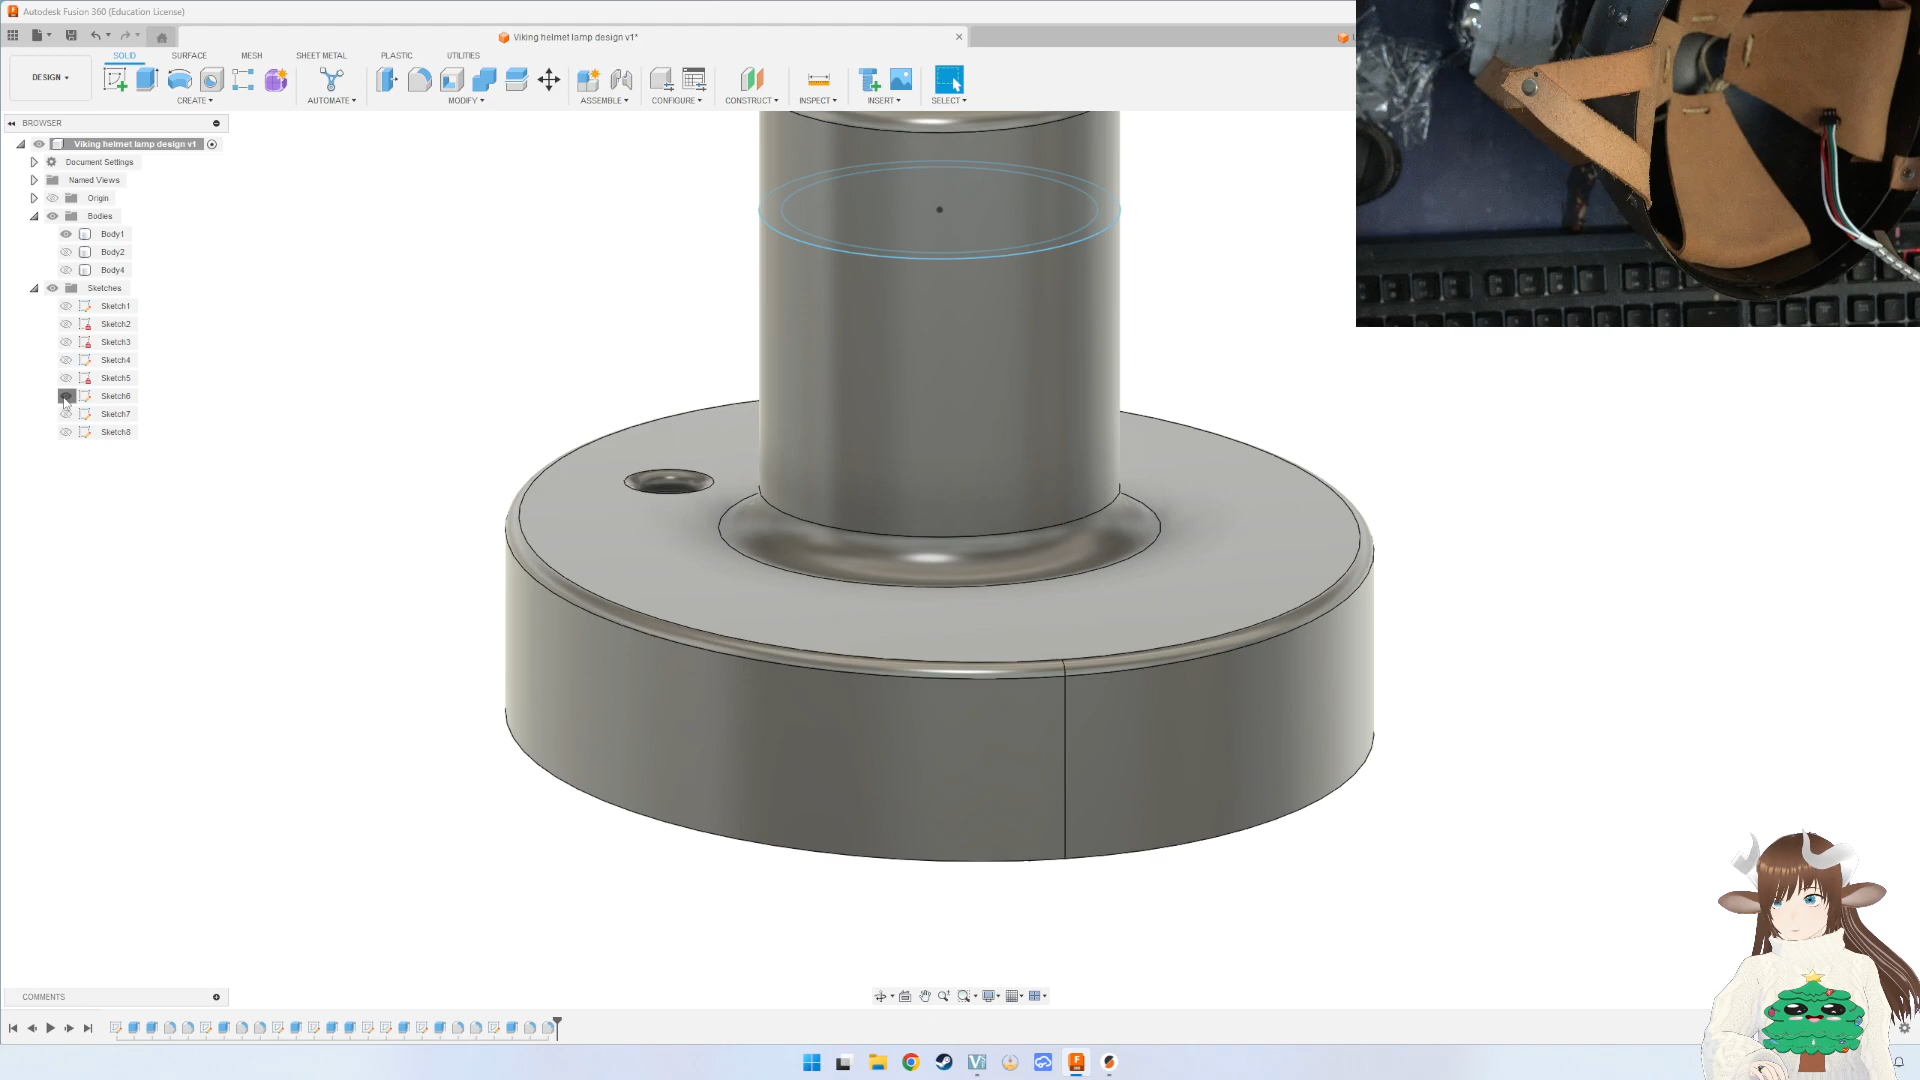 Autodesk Fusion 360 (Education License)
Viking helmet lamp design v1*
DESIGN
SOLID
SURFACE
MESH
SHEET METAL
PLASTIC
UTILITIES
CREATE
AUTOMATE
MODIFY
ASSEMBLE
CONFIGURE
CONSTRUCT
INSPECT
INSERT
SELECT
BROWSER
Viking helmet lamp design v1
Document Settings
Named Views
Origin
Bodies
Body1
Body2
Body4
Sketches
Sketch1
Sketch2
Sketch3
Sketch4
Sketch5
Sketch6
Sketch7
Sketch8
COMMENTS